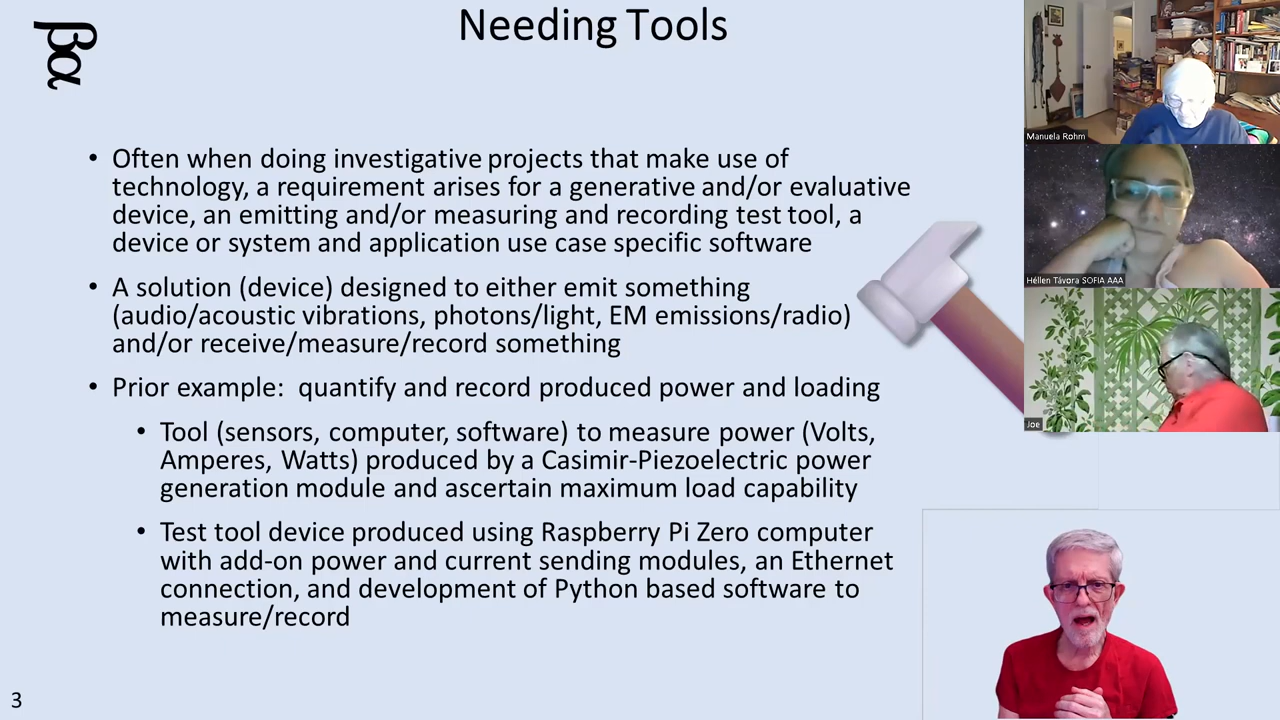 βα
Needing Tools
• Often when doing investigative projects that make use of
technology, a requirement arises for a generative and/or evaluative
device, an emitting and/or measuring and recording test tool, a
device or system and application use case specific software
• A solution (device) designed to either emit something
(audio/acoustic vibrations, photons/light, EM emissions/radio)
and/or receive/measure/record something
• Prior example: quantify and record produced power and loading
• Tool (sensors, computer, software) to measure power (Volts,
Amperes, Watts) produced by a Casimir-Piezoelectric power
generation module and ascertain maximum load capability
• Test tool device produced using Raspberry Pi Zero computer
with add-on power and current sending modules, an Ethernet
connection, and development of Python based software to
measure/record
3
Manuela Rohm
Héllen Távora SOFIA AAA
Joe